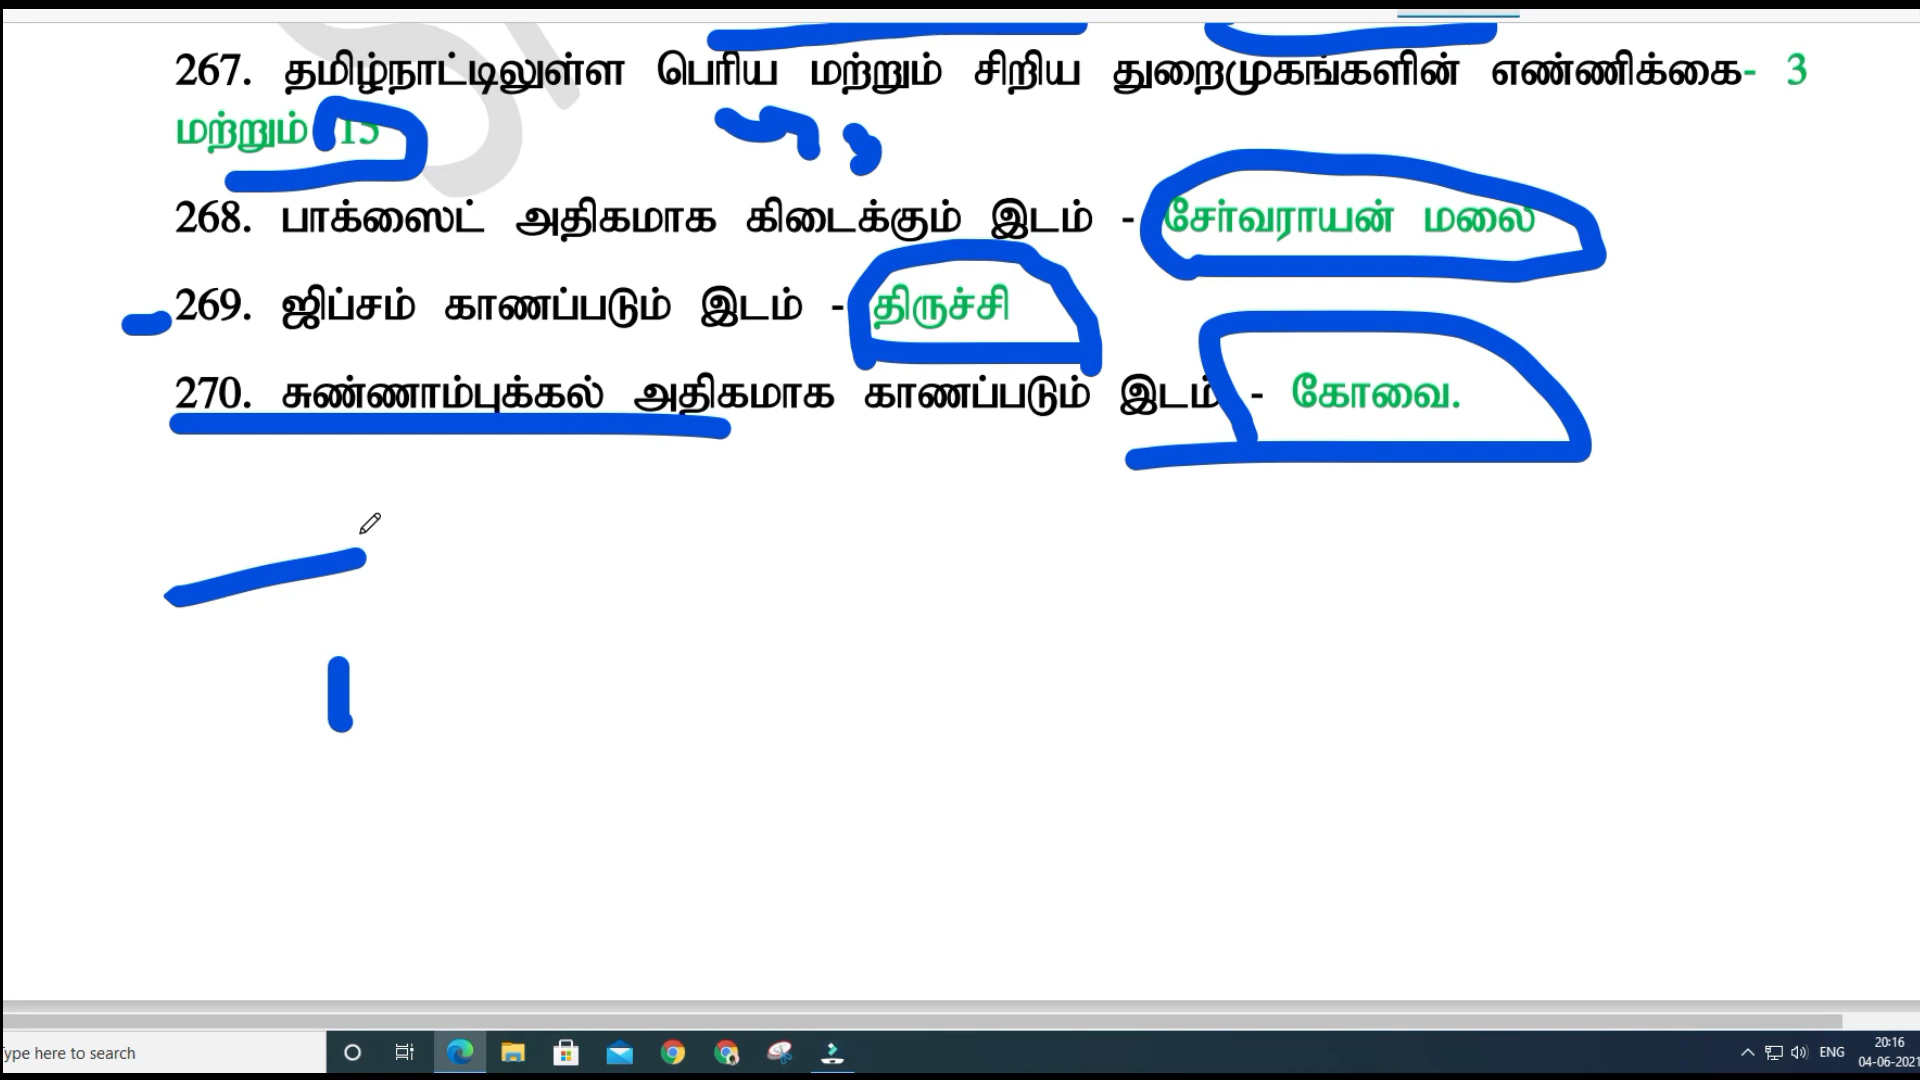 267. தமிழ்நாட்டிலுள்ள பெரிய மற்றும் சிறிய துறைமுகங்களின் எண்ணிக்கை- 3
மற்றும் 15
268. பாக்ஸைட் அதிகமாக கிடைக்கும் இடம் - சேர்வராயன் மலை
269. ஜிப்சம் காணப்படும் இடம் - திருச்சி
270. சுண்ணாம்புக்கல் அதிகமாக காணப்படும் இடம் - கோவை.
ype here to search
ENG
20:16
04-06-2021